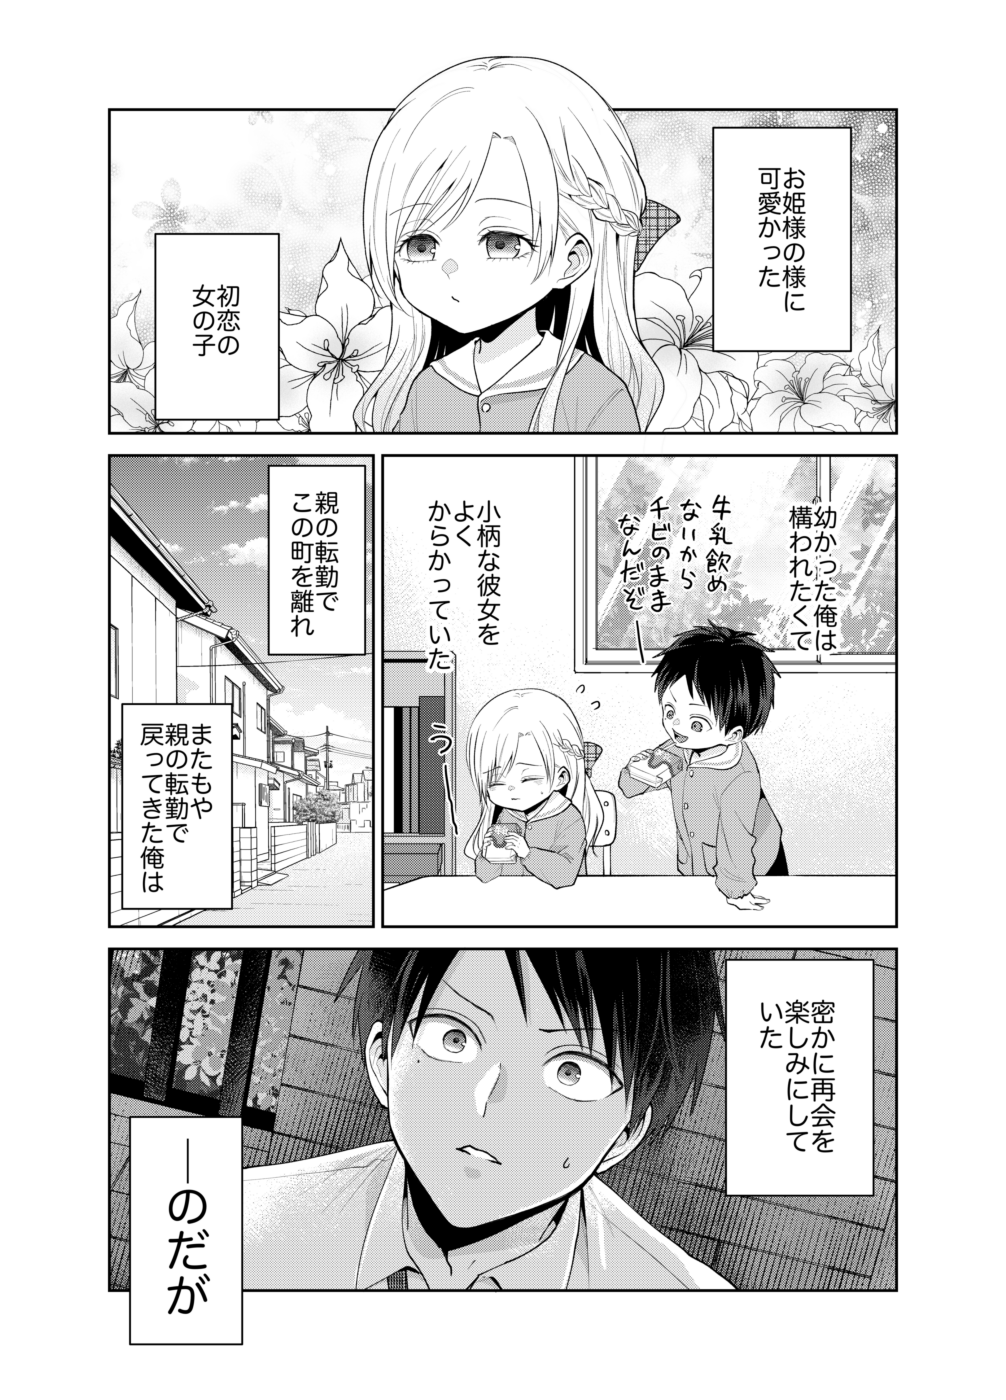 お姫様の様に
可愛かった
初恋の
女の子
幼かった俺は
構われたくて
牛乳飲め
ないから
チビのまま
なんだぞ
小柄な彼女を
よく
からかっていた
うっ
親の転勤で
この町を離れ
またもや
親の転勤で
戻ってきた俺は
密かに再会を
楽しみにして
いた
―のだが